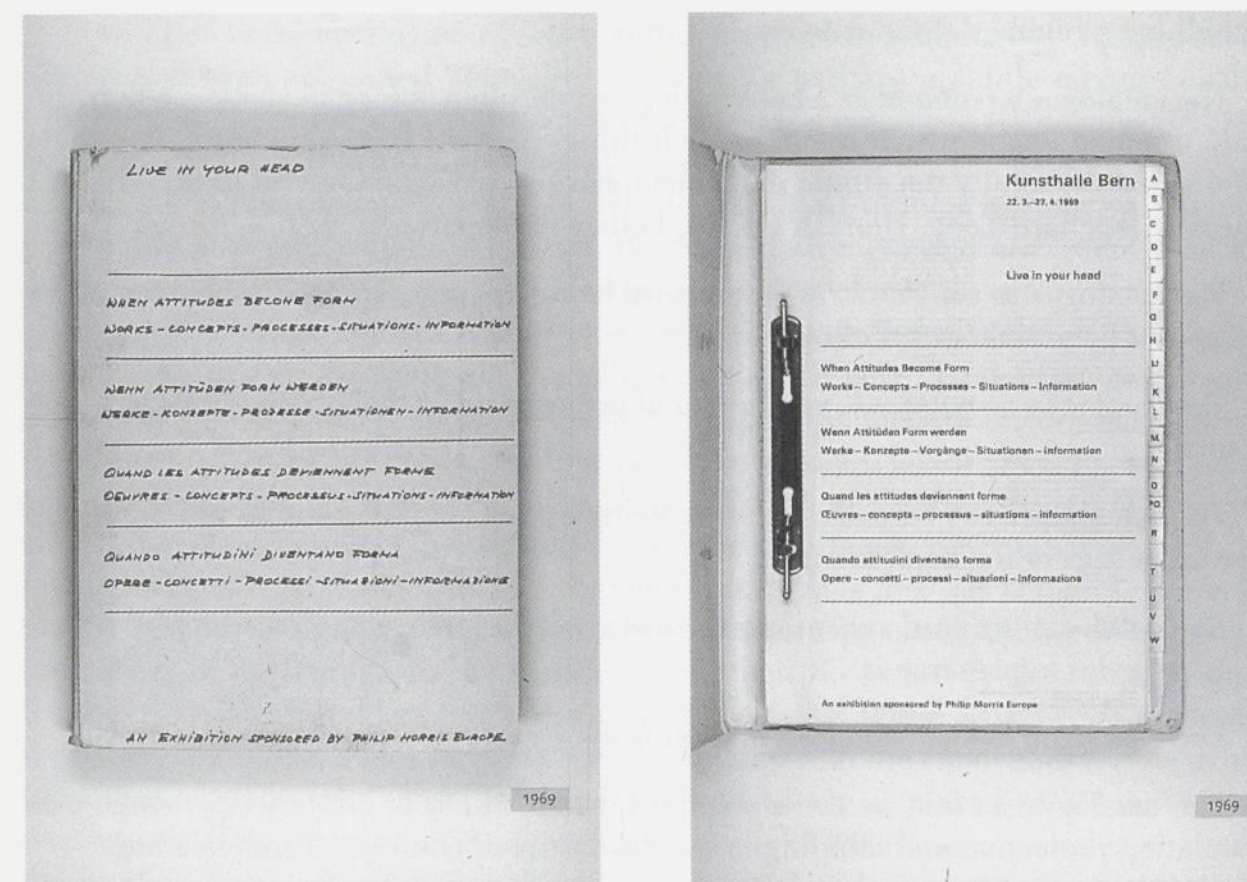 LIVE IN YOUR HEAD
WHEN ATTITUDES BECOME FORM
WORKS - CONCEPTS - PROCESSES - SITUATIONS - INFORMATION
WENN ATTITÜDEN FORM WERDEN
WERKE - KONZEPTE - PROZESSE - SITUATIONEN - INFORMATION
QUAND LES ATTITUDES DEVIENNENT FORME
OEUVRES - CONCEPTS - PROCESSUS - SITUATIONS - INFORMATION
QUANDO ATTITUDINI DIVENTANO FORMA
OPERE - CONCETTI - PROCESSI - SITUAZIONI - INFORMAZIONE
AN EXHIBITION SPONSORED BY PHILIP MORRIS EUROPE.
1969
Kunsthalle Bern
22. 3.–27. 4. 1969
Live in your head
When Attitudes Become Form
Works – Concepts – Processes – Situations – Information
Wenn Attitüden Form werden
Werke – Konzepte – Vorgänge – Situationen – Information
Quand les attitudes deviennent forme
Œuvres – concepts – processus – situations – information
Quando attitudini diventano forma
Opere – concetti – processi – situazioni – informazione
An exhibition sponsored by Philip Morris Europe
A
B
C
D
E
F
G
H
IJ
K
L
M
N
O
PQ
R
T
U
V
W
1969